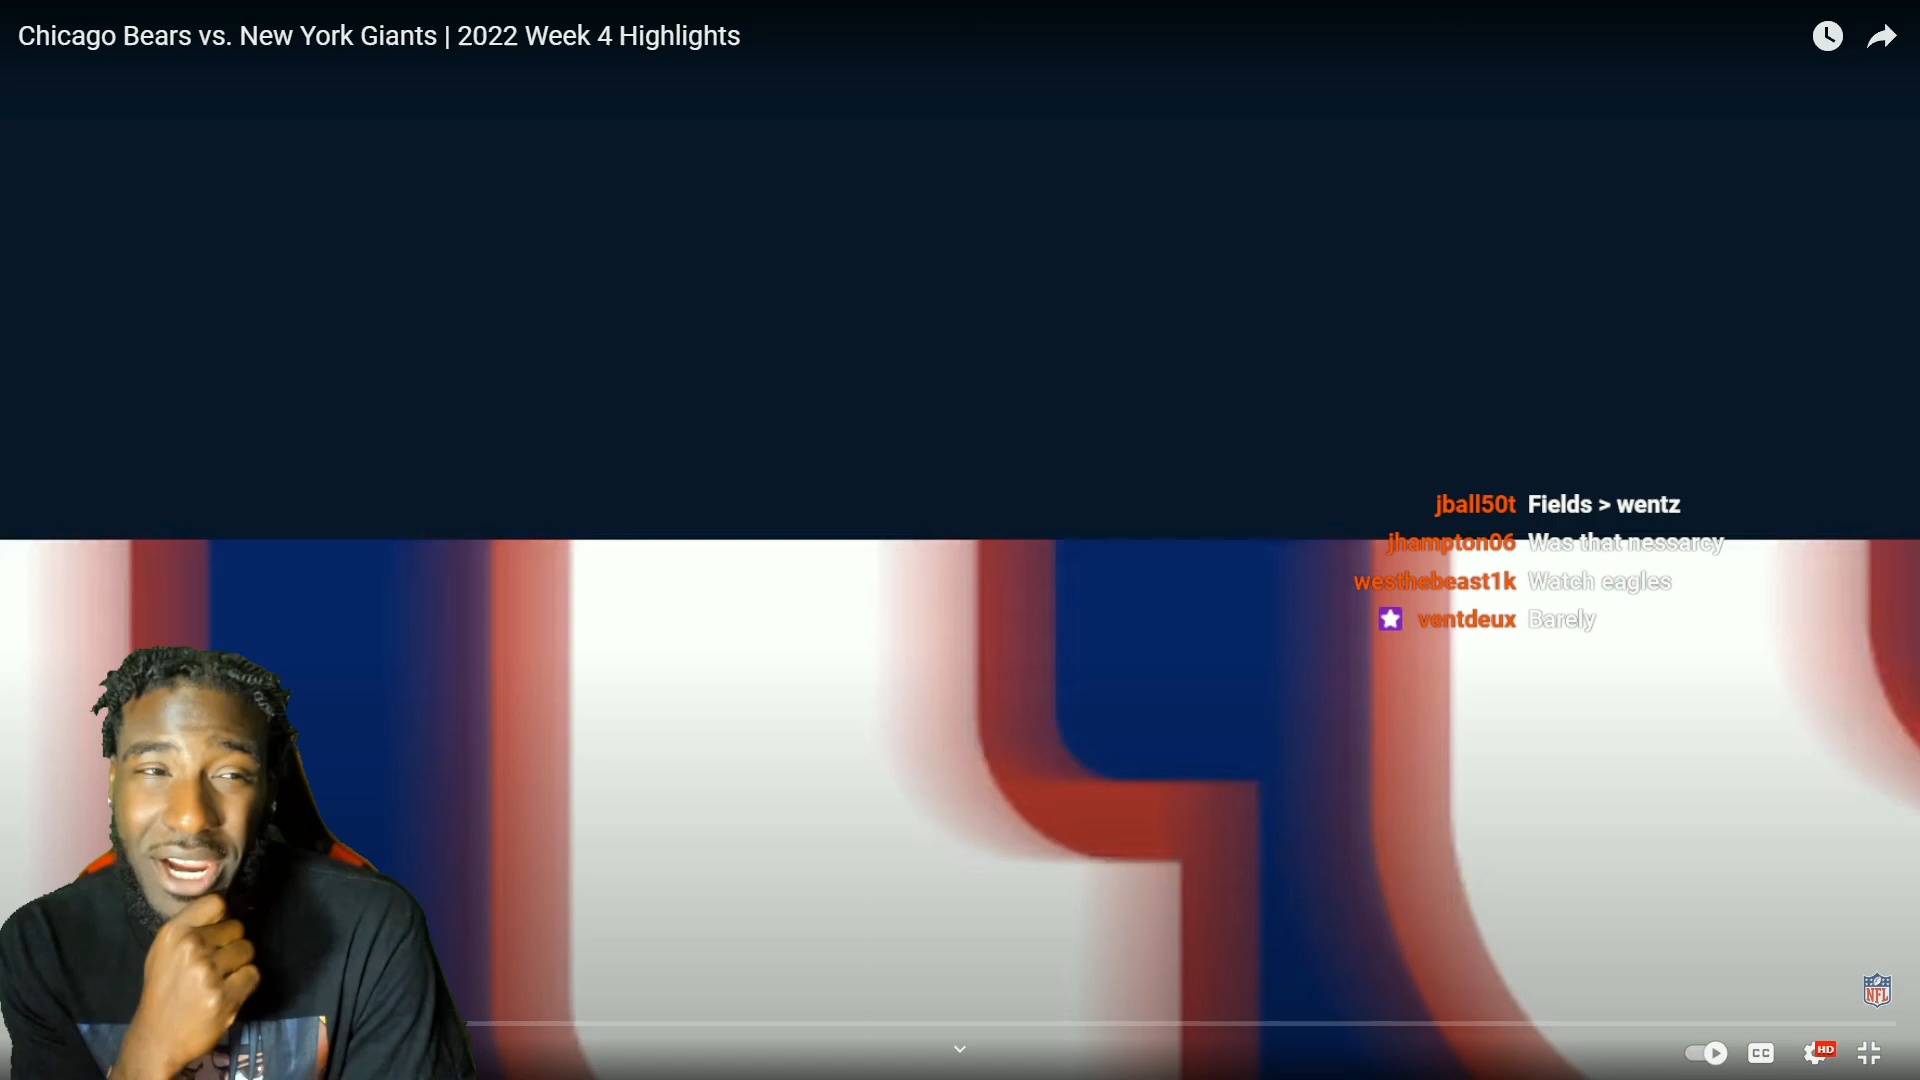 Chicago Bears vs. New York Giants | 2022 Week 4 Highlights
jball50t Fields > wentz
jhampton06 Was that nessarcy
westhebeast1k Watch eagles
ventdeux Barely
NFL
CC
HD